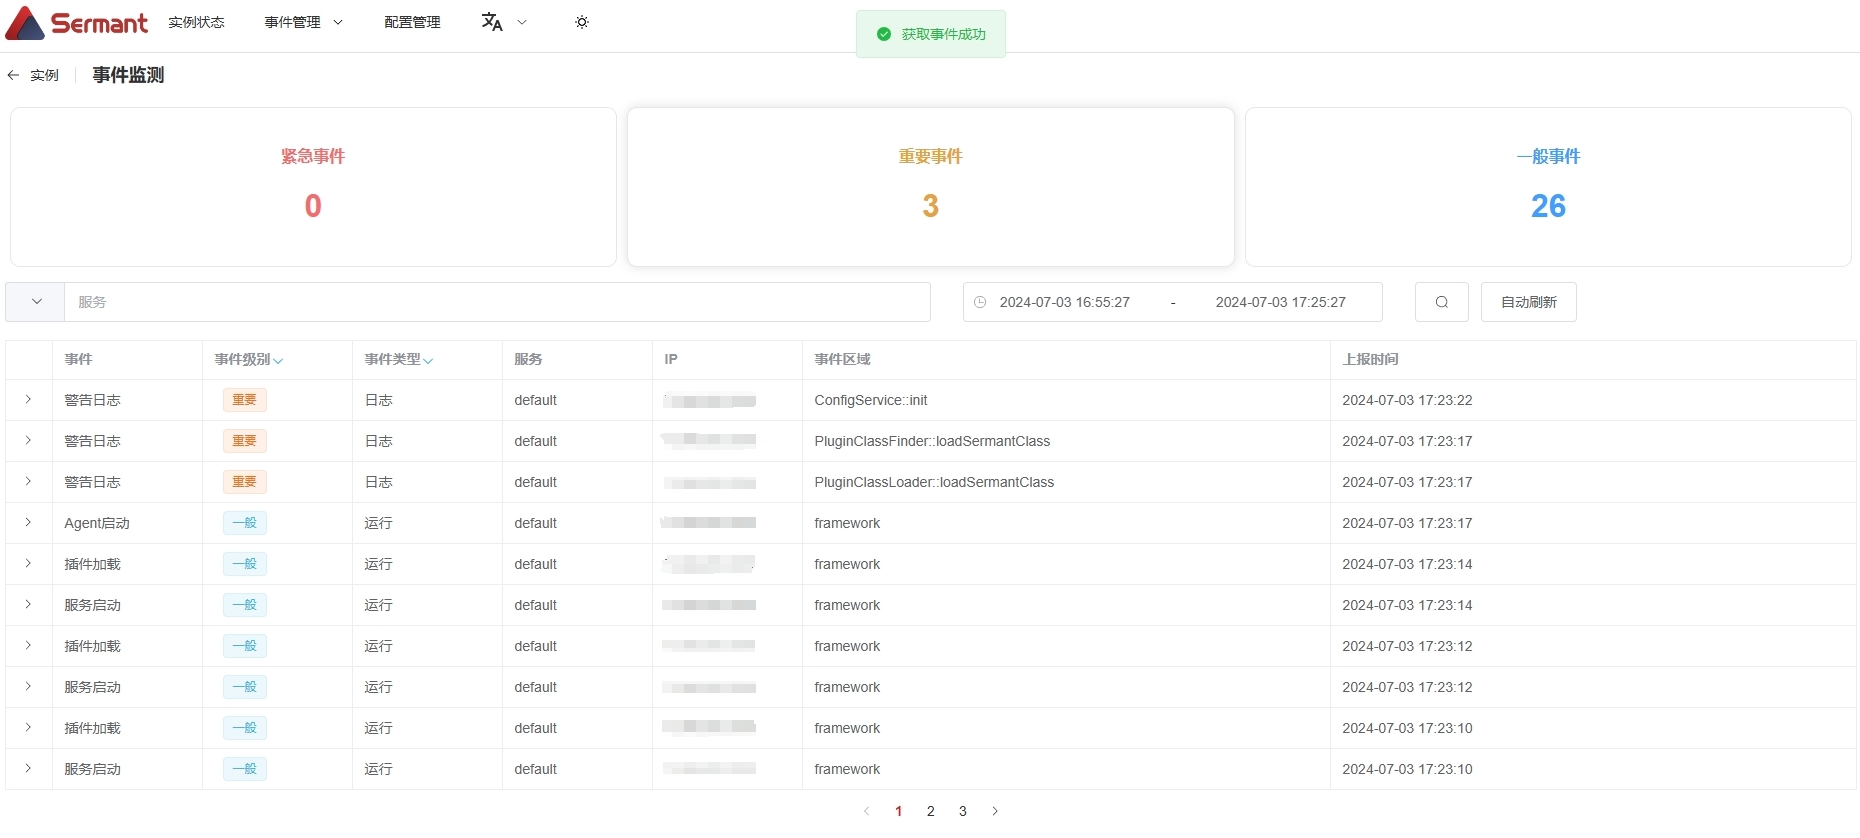 Sermant 实例状态 事件管理 配置管理 文A
获取事件成功
实例 事件监测
紧急事件 重要事件 一般事件
0 3 26
服务 2024-07-03 16:55:27 - 2024-07-03 17:25:27 自动刷新
事件 事件级别 事件类型 服务 IP 事件区域 上报时间
警告日志 重要 日志 default ConfigService::init 2024-07-03 17:23:22
警告日志 重要 日志 default PluginClassFinder::loadSermantClass 2024-07-03 17:23:17
警告日志 重要 日志 default PluginClassLoader::loadSermantClass 2024-07-03 17:23:17
Agent启动 一般 运行 default framework 2024-07-03 17:23:17
插件加载 一般 运行 default framework 2024-07-03 17:23:14
服务启动 一般 运行 default framework 2024-07-03 17:23:14
插件加载 一般 运行 default framework 2024-07-03 17:23:12
服务启动 一般 运行 default framework 2024-07-03 17:23:12
插件加载 一般 运行 default framework 2024-07-03 17:23:10
服务启动 一般 运行 default framework 2024-07-03 17:23:10
1 2 3